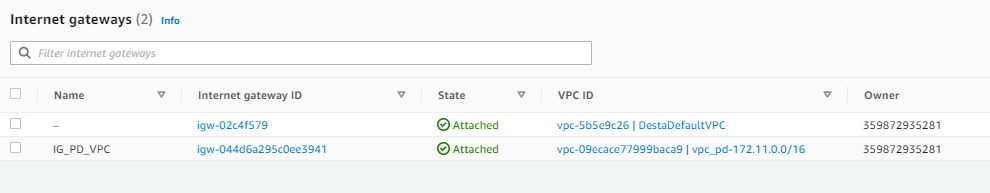 Internet gateways (2) Info
Filter internet gateways
Name Internet gateway ID State VPC ID Owner
– igw-02c4f579 Attached vpc-5b5e9c26 | DestaDefaultVPC 359872935281
IG_PD_VPC igw-044d6a295c0ee3941 Attached vpc-09ecace77999baca9 | vpc_pd-172.11.0.0/16 359872935281